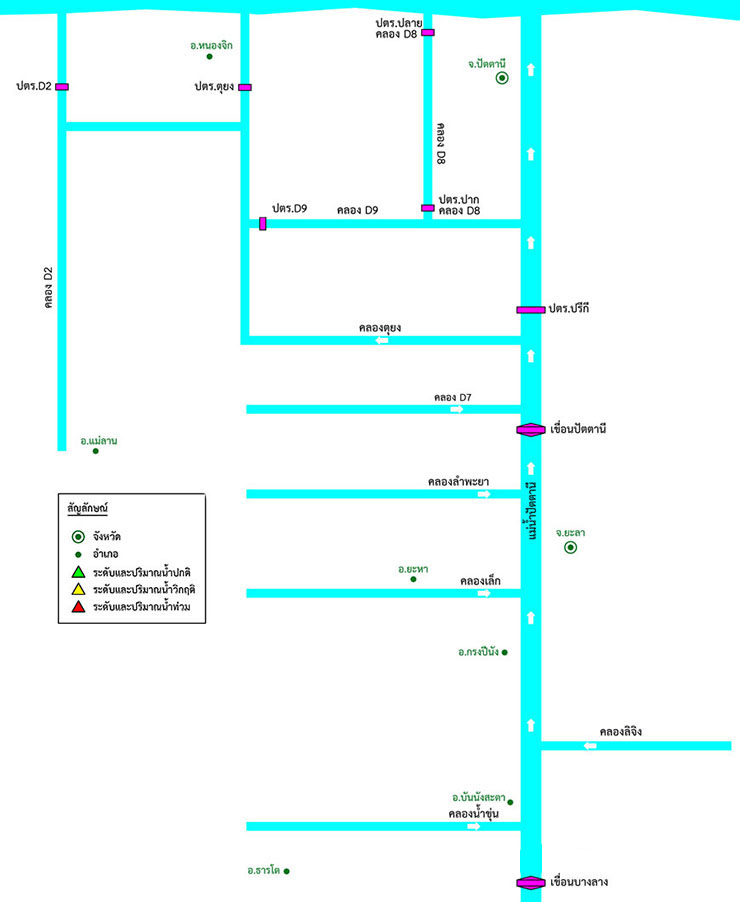 ปตร.ปลาย
คลอง D8
อ.หนองจิก
จ.ปัตตานี
ปตร.D2
ปตร.ตุยง
คลอง D8
ปตร.ปาก
คลอง D8
ปตร.D9
คลอง D9
คลอง D2
ปตร.ปรีกี
คลองตุยง
คลอง D7
เขื่อนปัตตานี
อ.แม่ลาน
คลองลำพะยา
แม่น้ำปัตตานี
สัญลักษณ์
จังหวัด
อำเภอ
ระดับและปริมาณน้ำปกติ
ระดับและปริมาณน้ำวิกฤติ
ระดับและปริมาณน้ำท่วม
จ.ยะลา
อ.ยะหา
คลองเล็ก
อ.กรงปินัง
คลองลิจิง
อ.บันนังสะตา
คลองน้ำขุ่น
อ.ธารโต
เขื่อนบางลาง